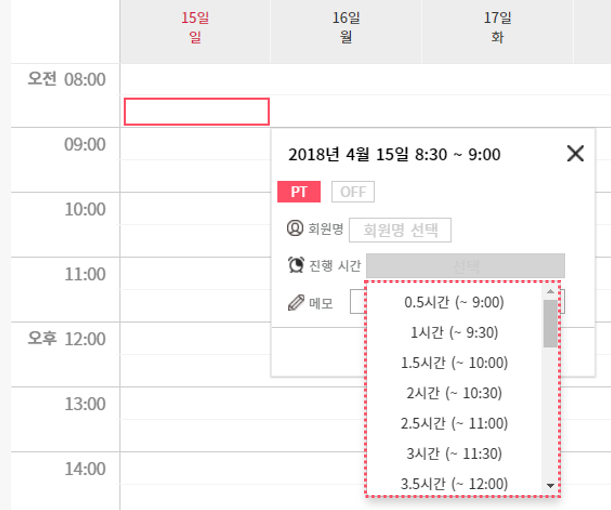 15일 16일 17일
일 월 화
오전 08:00
09:00
2018년 4월 15일 8:30 ~ 9:00
PT OFF
10:00
회원명 회원명 선택
진행 시간 선택
11:00
메모
0.5시간 (~ 9:00)
오후 12:00
1시간 (~ 9:30)
1.5시간 (~ 10:00)
2시간 (~ 10:30)
13:00
2.5시간 (~ 11:00)
3시간 (~ 11:30)
14:00
3.5시간 (~ 12:00)